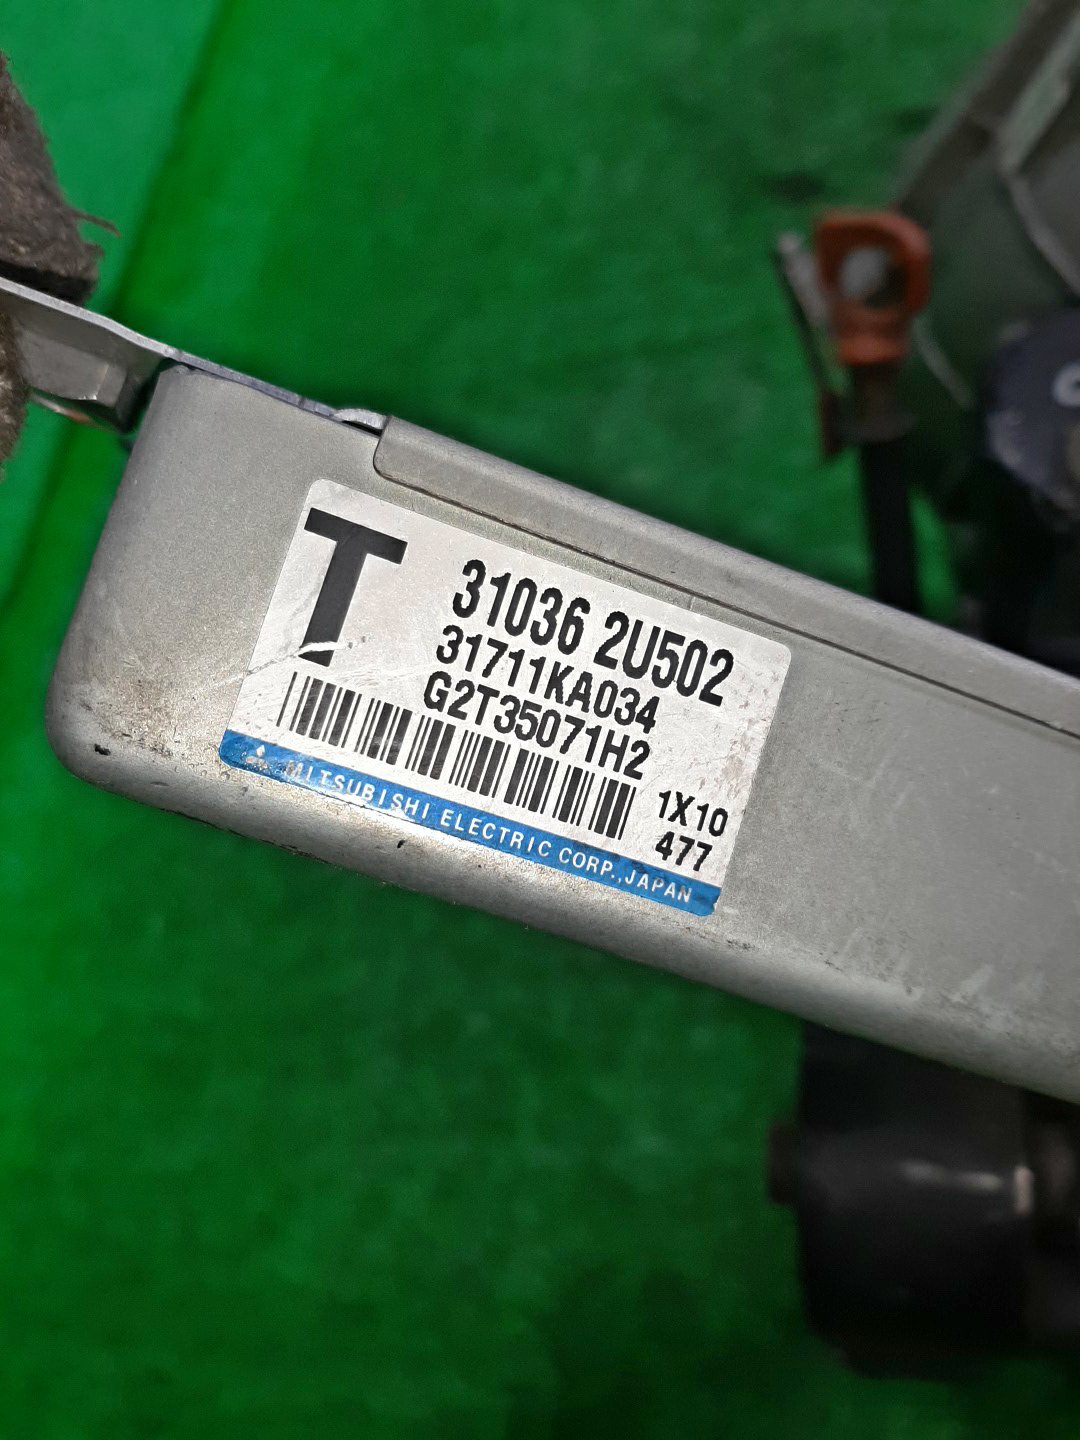 T
31036 2U502
31711KA034
G2T35071H2
1X10
477
MITSUBISHI ELECTRIC CORP.,JAPAN